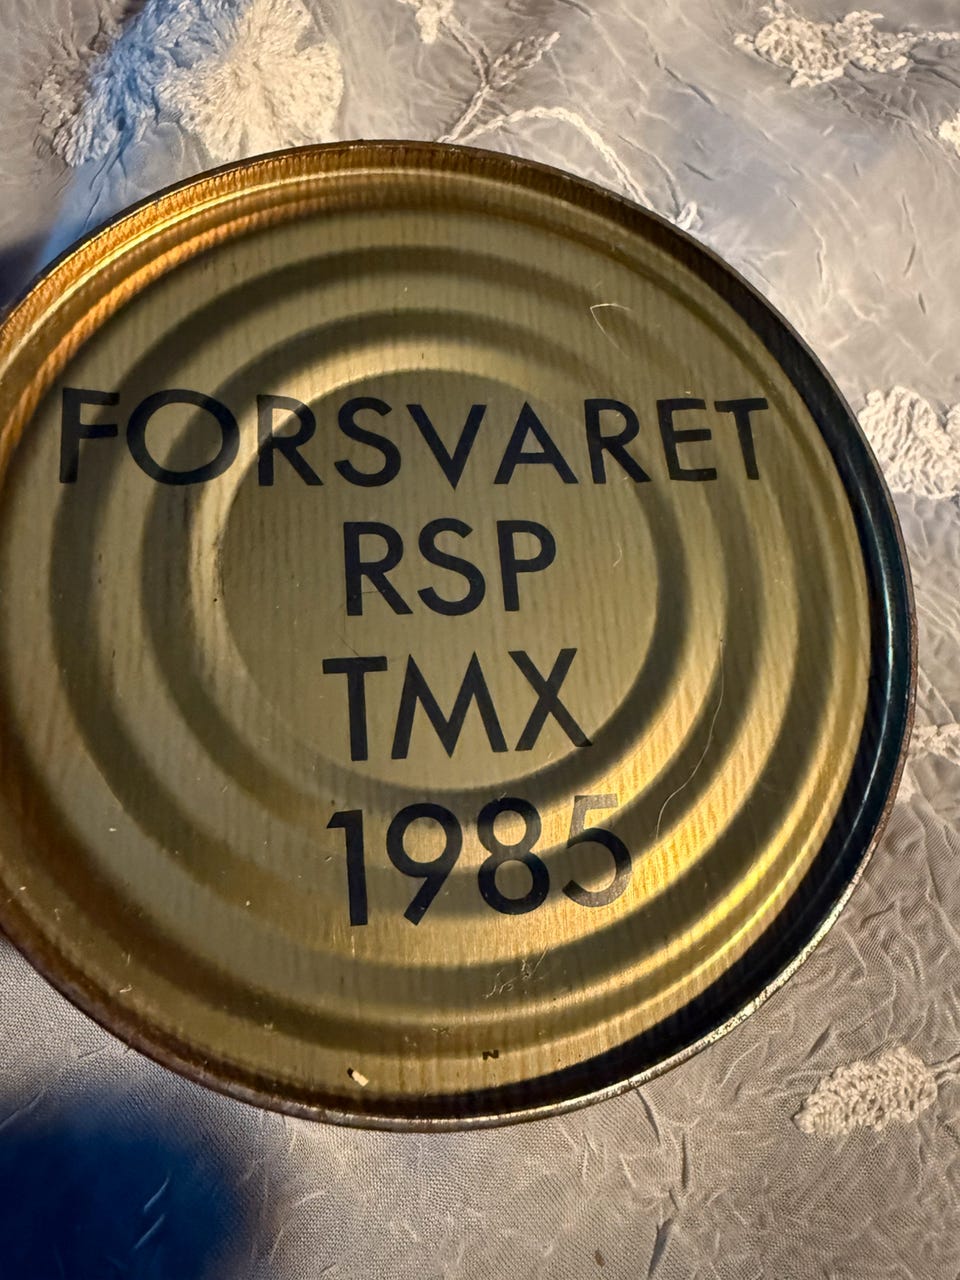 FORSVARET
RSP
TMX
1985
N